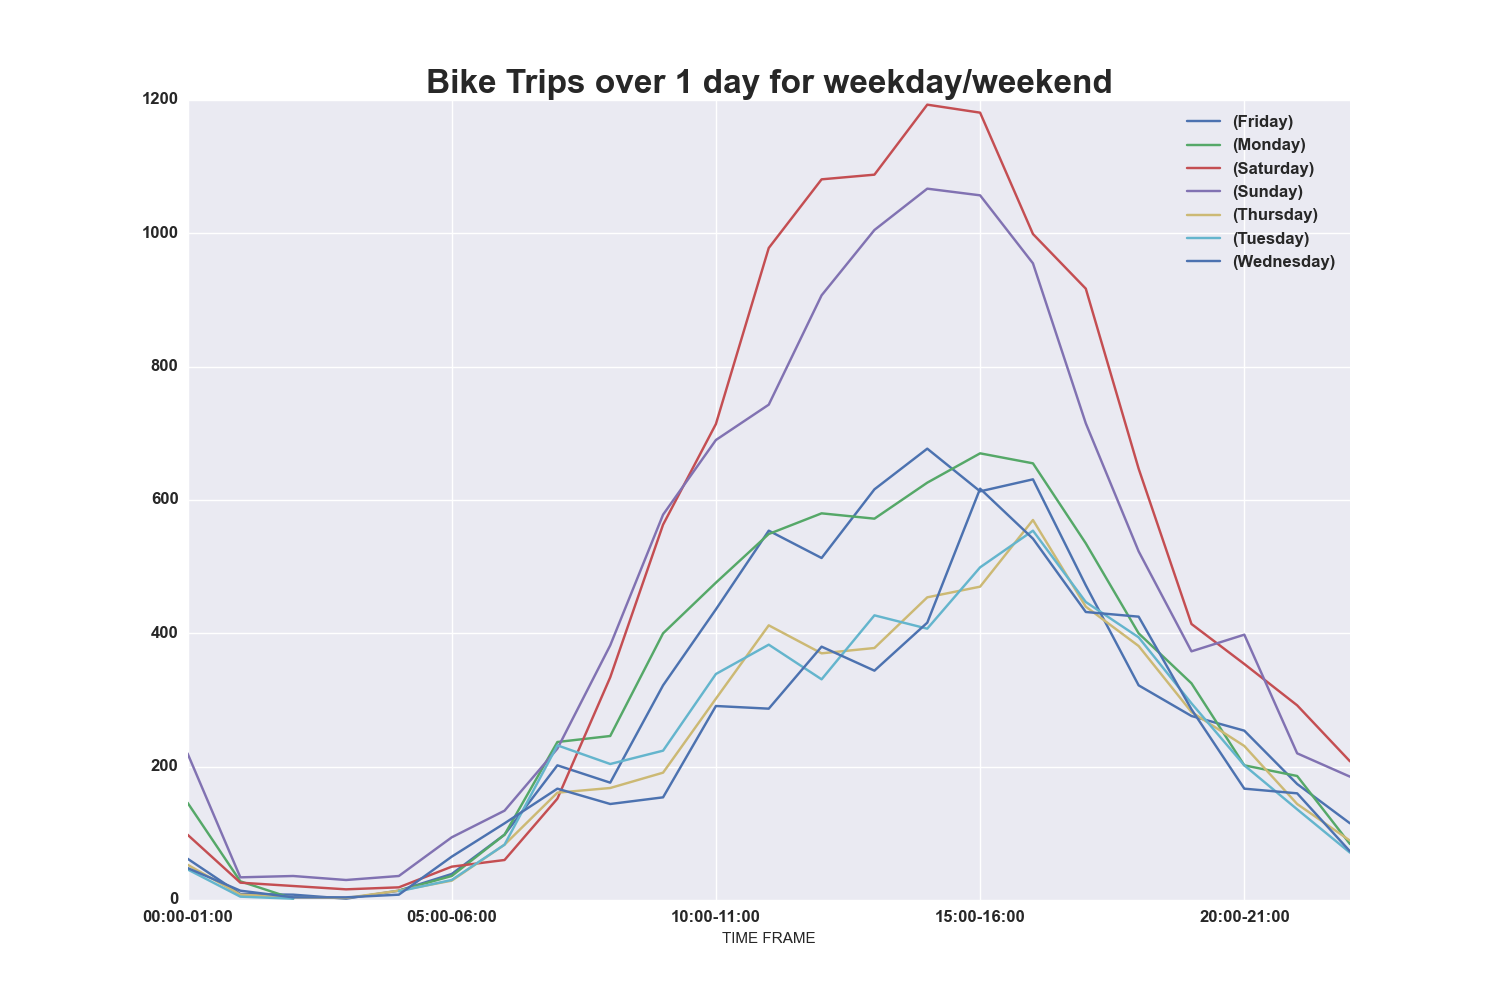 Bike Trips over 1 day for weekday/weekend
1200
1000
800
600
400
200
0
(Friday)
(Monday)
(Saturday)
(Sunday)
(Thursday)
(Tuesday)
(Wednesday)
00:00-01:00 05:00-06:00 10:00-11:00 15:00-16:00 20:00-21:00
TIME FRAME